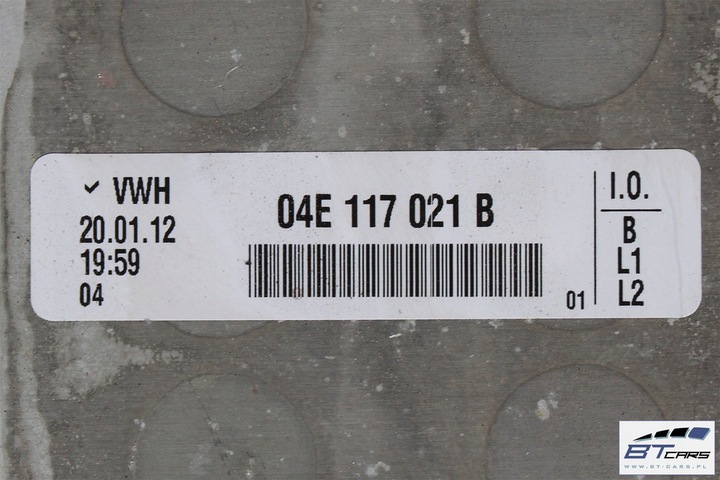 VWH
20.01.12
19:59
04
04E 117 021 B
01
I.O.
B
L1
L2
BT CARS
WWW.BT-CARS.PL